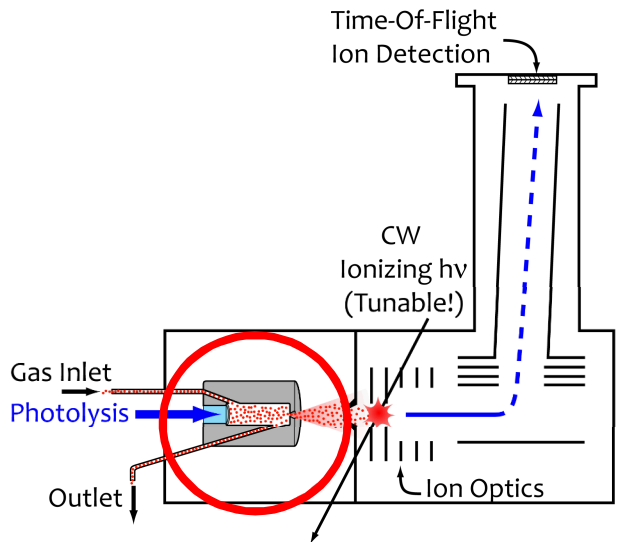 Time-Of-Flight
Ion Detection
CW
Ionizing hν
(Tunable!)
Gas Inlet
Photolysis
Outlet
Ion Optics